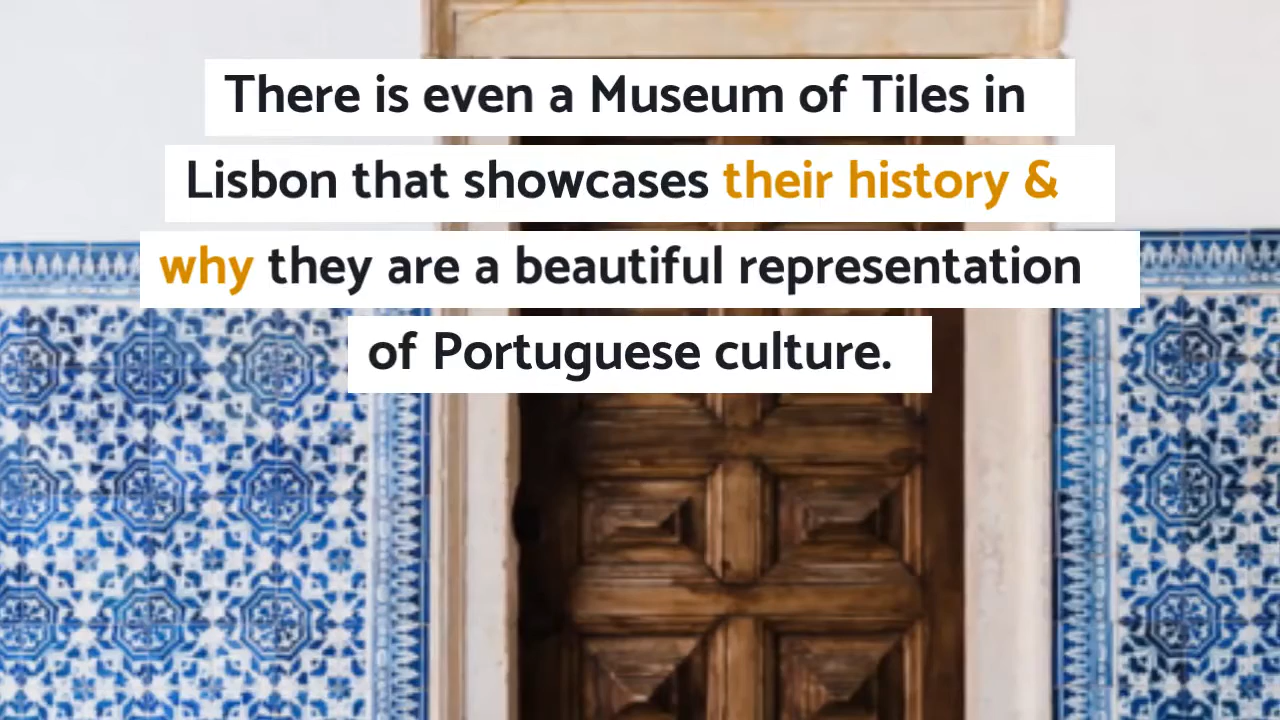 There is even a Museum of Tiles in
Lisbon that showcases their history &
why they are a beautiful representation
of Portuguese culture.